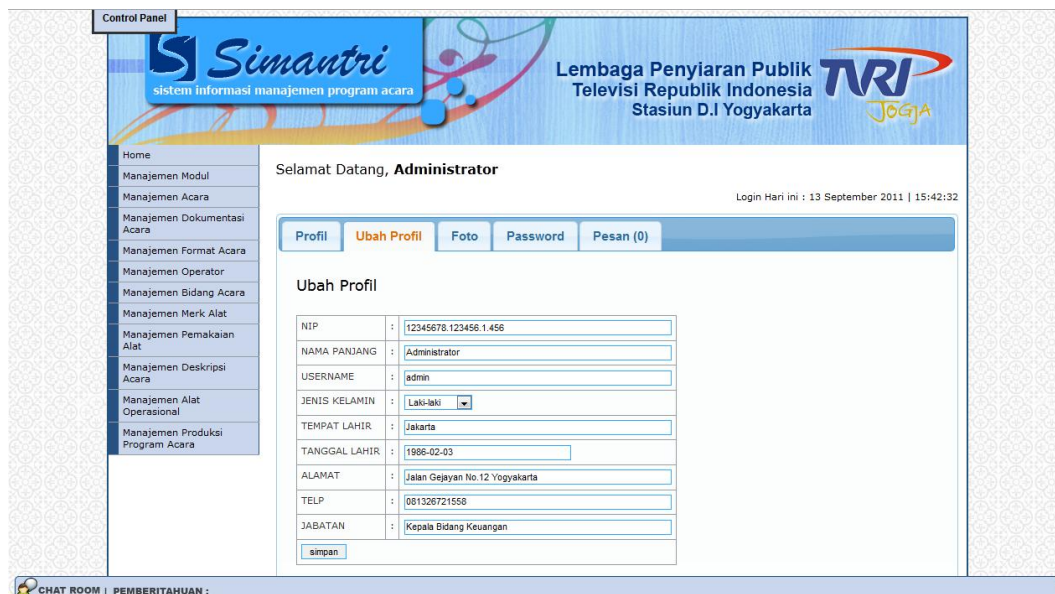 Control Panel
Simantri
sistem informasi manajemen program acara
Lembaga Penyiaran Publik
Televisi Republik Indonesia
Stasiun D.I Yogyakarta
TVRI
JOGJA
Home
Manajemen Modul
Manajemen Acara
Manajemen Dokumentasi
Acara
Manajemen Format Acara
Manajemen Operator
Manajemen Bidang Acara
Manajemen Merk Alat
Manajemen Pemakaian
Alat
Manajemen Deskripsi
Acara
Manajemen Alat
Operasional
Manajemen Produksi
Program Acara
Selamat Datang, Administrator
Login Hari ini : 13 September 2011 | 15:42:32
Profil Ubah Profil Foto Password Pesan (0)
Ubah Profil
NIP : 12345678.123456.1.456
NAMA PANJANG : Administrator
USERNAME : admin
JENIS KELAMIN : Laki-laki
TEMPAT LAHIR : Jakarta
TANGGAL LAHIR : 1986-02-03
ALAMAT : Jalan Gejayan No.12 Yogyakarta
TELP : 081326721558
JABATAN : Kepala Bidang Keuangan
simpan
CHAT ROOM | PEMBERITAHUAN :